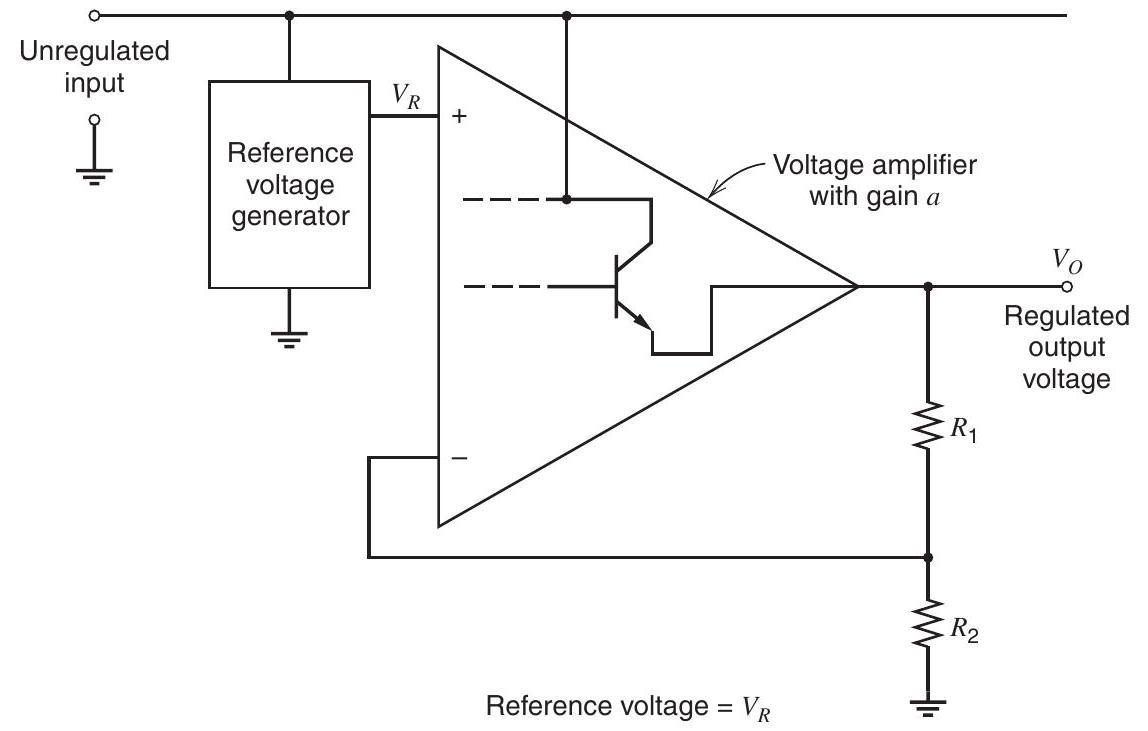 Unregulated
input
Reference
voltage
generator
V_R
+
−
Voltage amplifier
with gain a
V_O
Regulated
output
voltage
R_1
R_2
Reference voltage = V_R